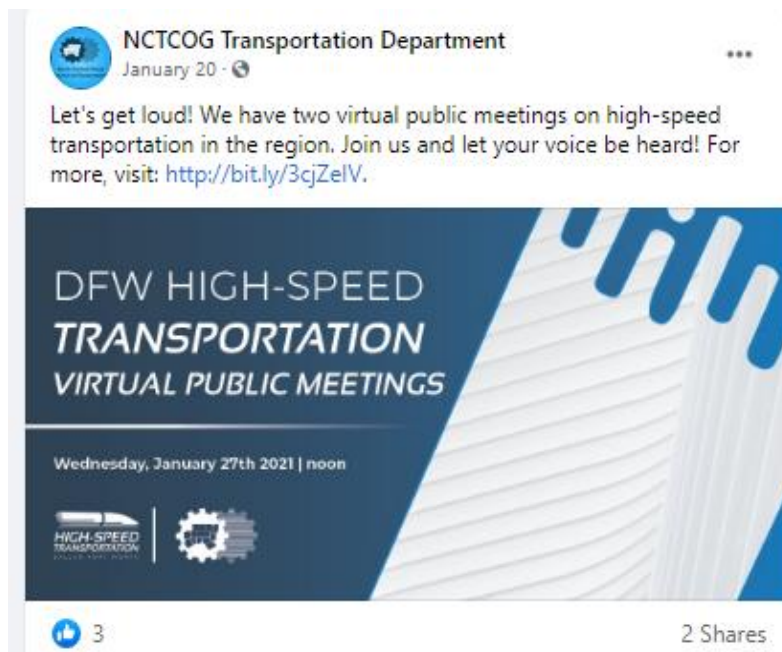 NCTCOG Transportation Department
January 20 ·
Let's get loud! We have two virtual public meetings on high-speed
transportation in the region. Join us and let your voice be heard! For
more, visit: http://bit.ly/3cjZelV.
DFW HIGH-SPEED
TRANSPORTATION
VIRTUAL PUBLIC MEETINGS
Wednesday, January 27th 2021 | noon
HIGH-SPEED
TRANSPORTATION
3
2 Shares